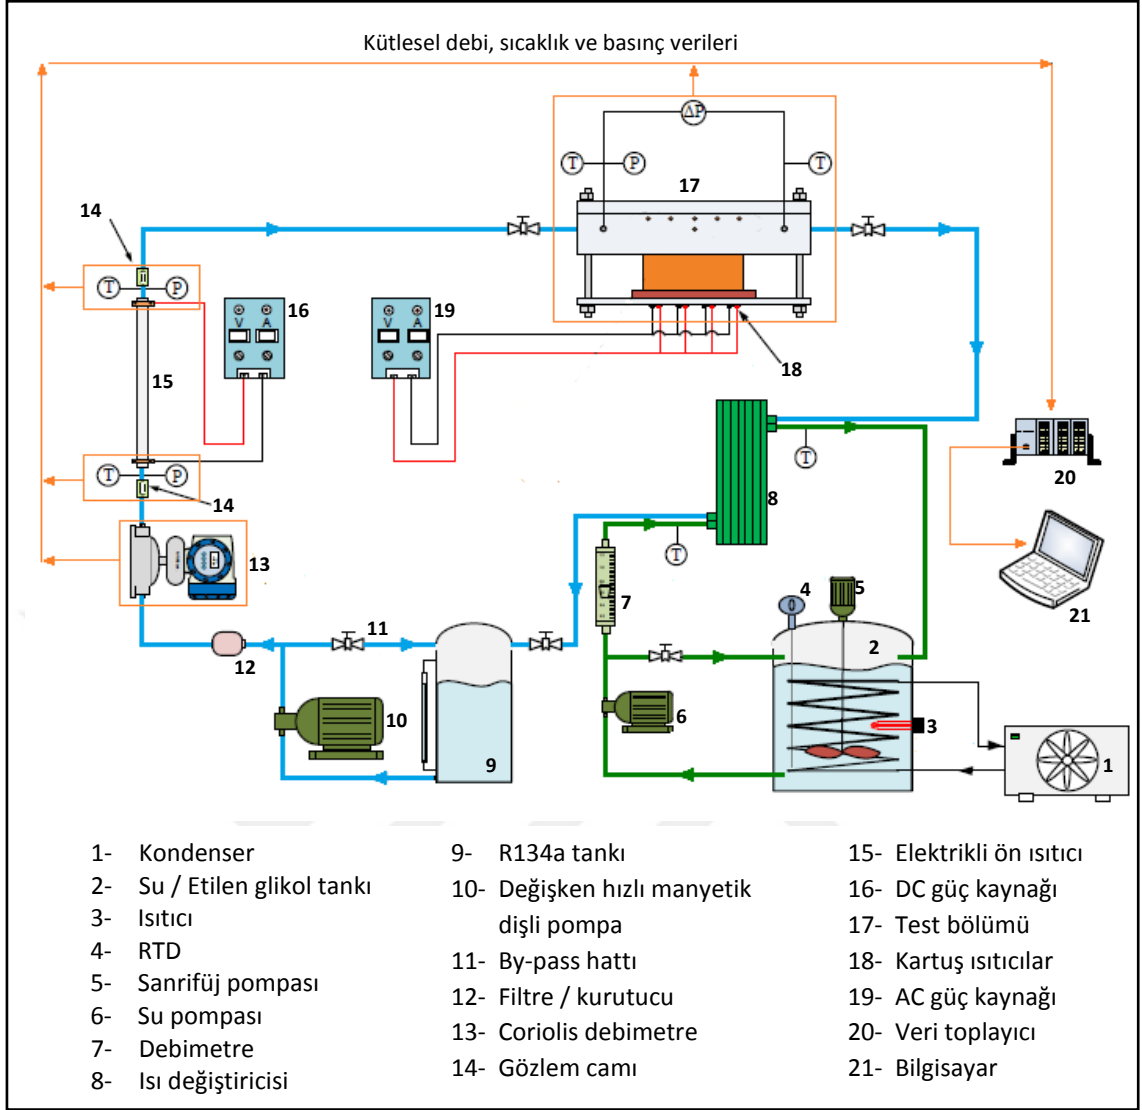 Kütlesel debi, sıcaklık ve basınç verileri
ΔP
T
P
T
17
14
T
P
16
V
A
19
V
A
18
15
T
20
T
P
14
8
T
13
4
5
7
21
11
2
12
10
6
3
9
1
1- Kondenser
2- Su / Etilen glikol tankı
3- Isıtıcı
4- RTD
5- Sanrifüj pompası
6- Su pompası
7- Debimetre
8- Isı değiştiricisi
9- R134a tankı
10- Değişken hızlı manyetik
dişli pompa
11- By-pass hattı
12- Filtre / kurutucu
13- Coriolis debimetre
14- Gözlem camı
15- Elektrikli ön ısıtıcı
16- DC güç kaynağı
17- Test bölümü
18- Kartuş ısıtıcılar
19- AC güç kaynağı
20- Veri toplayıcı
21- Bilgisayar